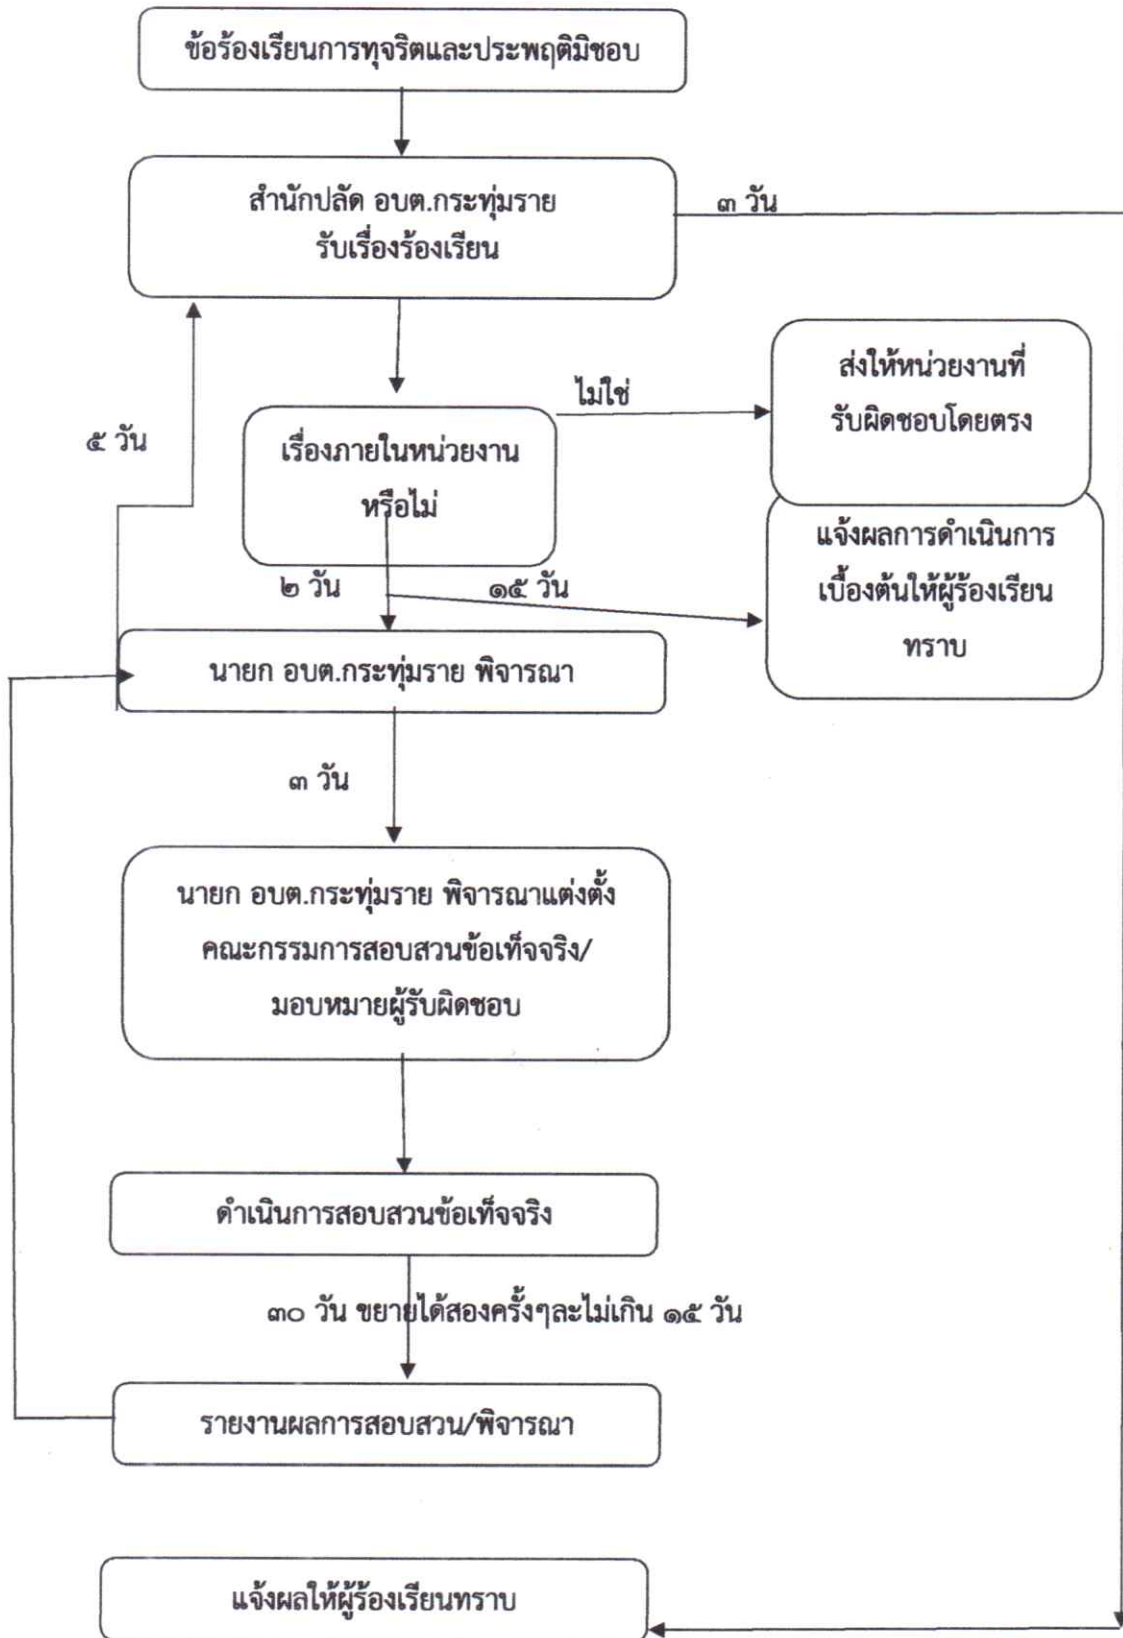 ข้อร้องเรียนการทุจริตและประพฤติมิชอบ
สำนักปลัด อบต.กระทุ่มราย
รับเรื่องร้องเรียน
๓ วัน
ไม่ใช่
ส่งให้หน่วยงานที่
รับผิดชอบโดยตรง
๕ วัน
เรื่องภายในหน่วยงาน
หรือไม่
แจ้งผลการดำเนินการ
เบื้องต้นให้ผู้ร้องเรียน
ทราบ
๒ วัน
๑๕ วัน
นายก อบต.กระทุ่มราย พิจารณา
๓ วัน
นายก อบต.กระทุ่มราย พิจารณาแต่งตั้ง
คณะกรรมการสอบสวนข้อเท็จจริง/
มอบหมายผู้รับผิดชอบ
ดำเนินการสอบสวนข้อเท็จจริง
๓๐ วัน ขยายได้สองครั้งๆละไม่เกิน ๑๕ วัน
รายงานผลการสอบสวน/พิจารณา
แจ้งผลให้ผู้ร้องเรียนทราบ